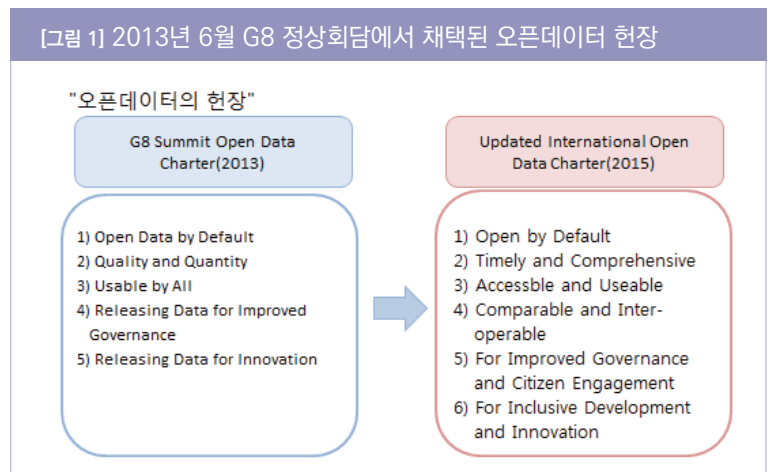 [그림 1] 2013년 6월 G8 정상회담에서 채택된 오픈데이터 헌장
"오픈데이터의 헌장"
G8 Summit Open Data
Charter(2013)
1) Open Data by Default
2) Quality and Quantity
3) Usable by All
4) Releasing Data for Improved
Governance
5) Releasing Data for Innovation
Updated International Open
Data Charter(2015)
1) Open by Default
2) Timely and Comprehensive
3) Accessble and Useable
4) Comparable and Inter-
operable
5) For Improved Governance
and Citizen Engagement
6) For Inclusive Development
and Innovation